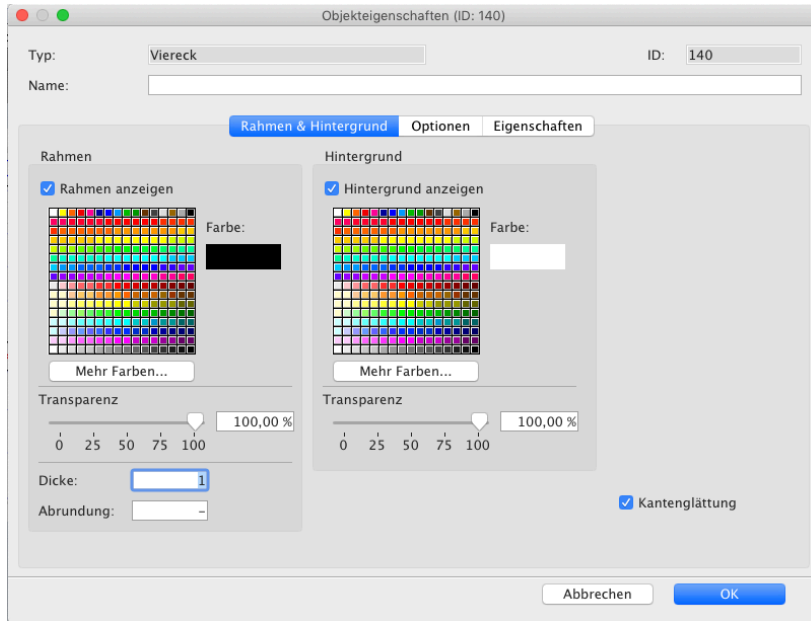 Objekteigenschaften (ID: 140)
Typ: Viereck ID: 140
Name:
Rahmen & Hintergrund Optionen Eigenschaften
Rahmen Hintergrund
Rahmen anzeigen Hintergrund anzeigen
Farbe: Farbe:
Mehr Farben... Mehr Farben...
Transparenz Transparenz
100,00 % 100,00 %
0 25 50 75 100 0 25 50 75 100
Dicke: 1
Kantenglättung
Abrundung: –
Abbrechen OK